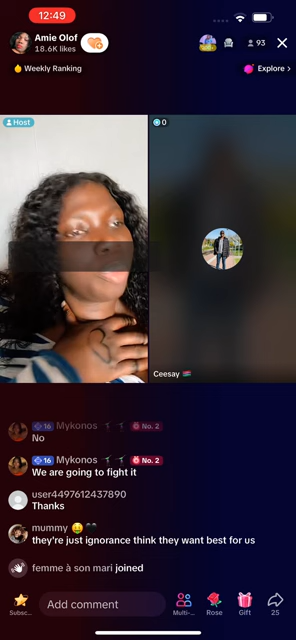 12:49
Amie Olof
18.6K likes
93
Weekly Ranking
Explore >
Host
0
Ceesay
16 Mykonos No. 2
No
16 Mykonos No. 2
We are going to fight it
user4497612437890
Thanks
mummy
they're just ignorance think they want best for us
femme à son mari joined
Add comment
Subsc...
Multi-...
Rose
Gift
25